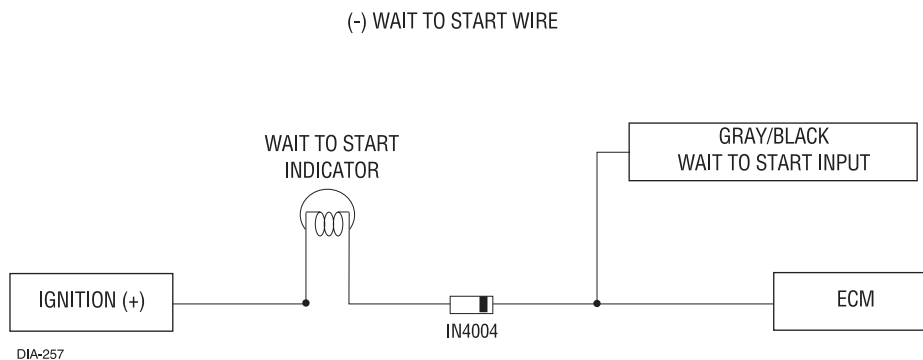 (-) WAIT TO START WIRE
WAIT TO START
INDICATOR
GRAY/BLACK
WAIT TO START INPUT
IGNITION (+)
IN4004
ECM
DIA-257